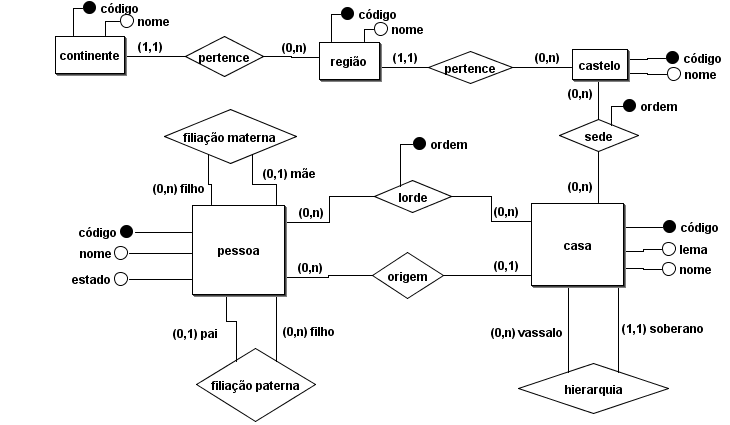 código
nome
continente
(1,1)
pertence
(0,n)
código
nome
região
(1,1)
pertence
(0,n)
castelo
código
nome
(0,n)
ordem
sede
(0,n)
filiação materna
(0,n) filho
(0,1) mãe
ordem
lorde
(0,n)
(0,n)
código
nome
estado
pessoa
(0,n)
origem
(0,1)
casa
código
lema
nome
(0,1) pai
(0,n) filho
filiação paterna
(0,n) vassalo
(1,1) soberano
hierarquia